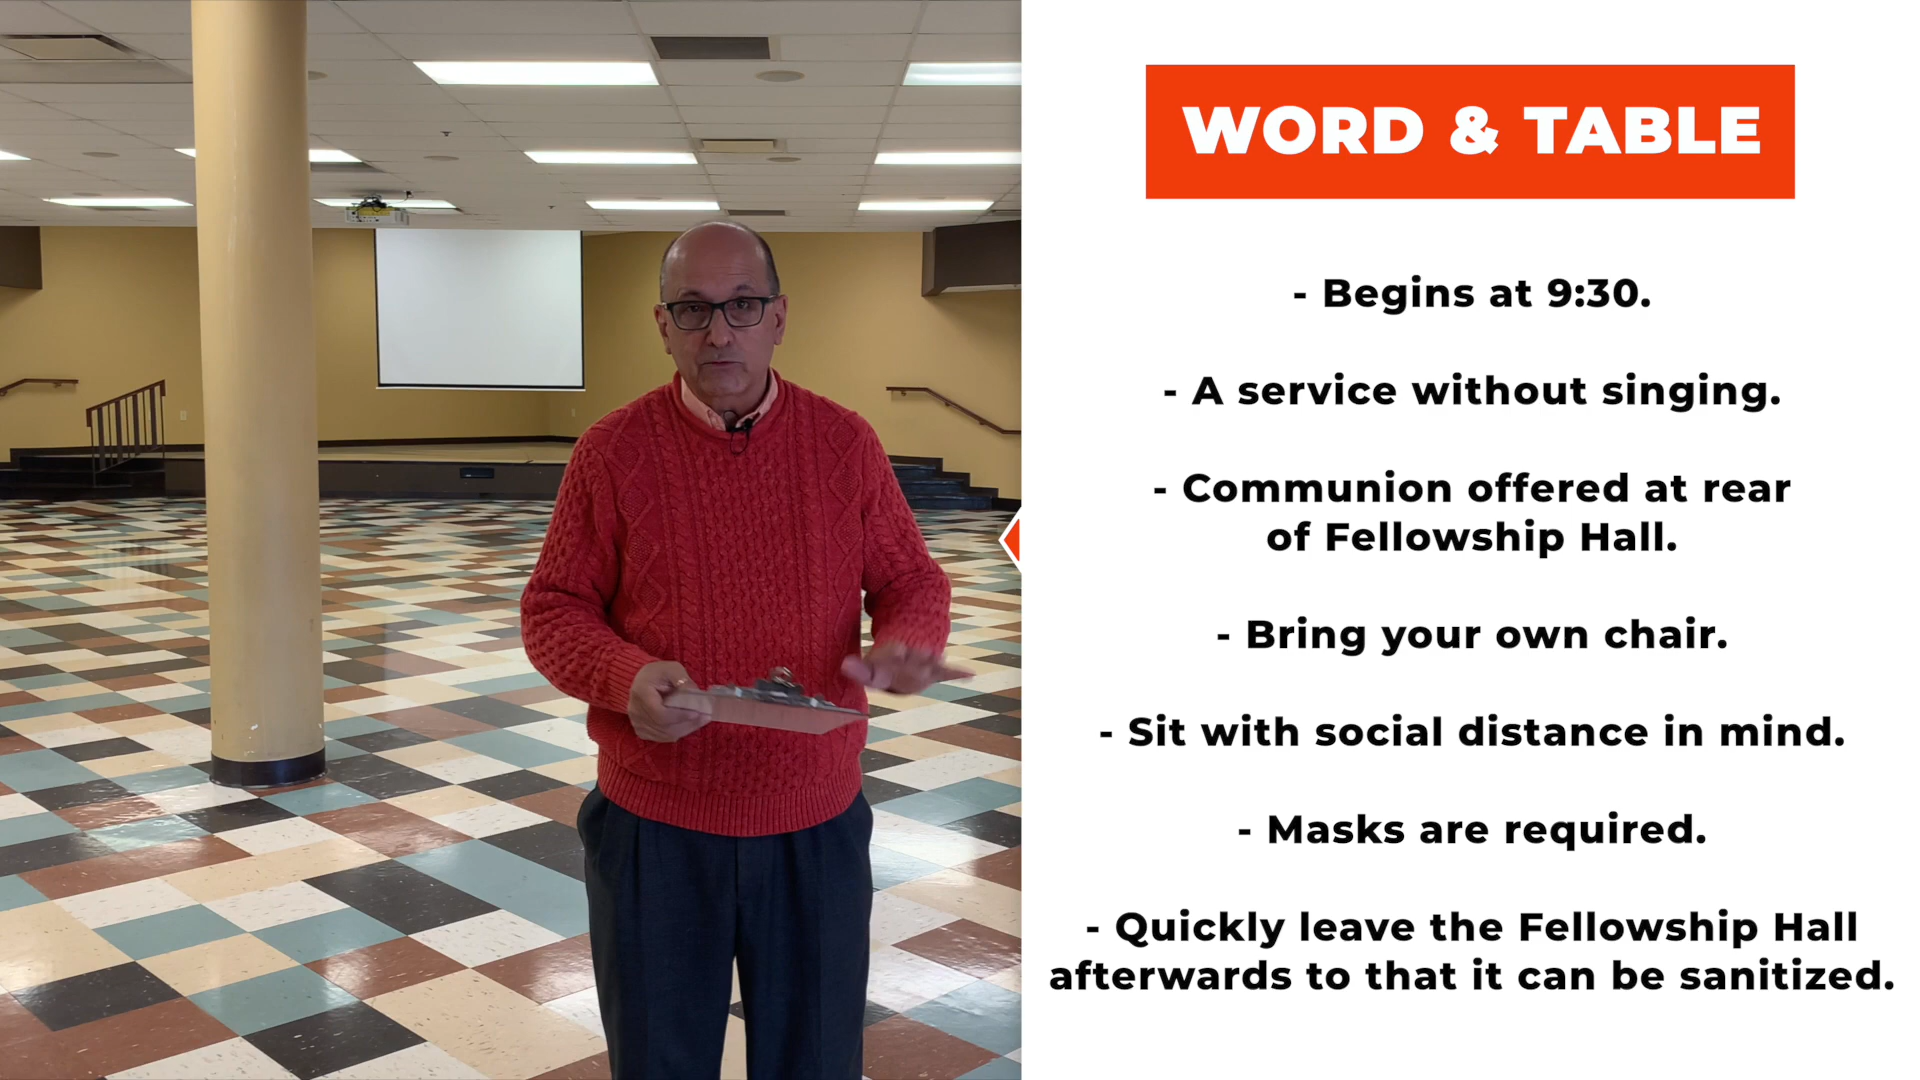 WORD & TABLE
- Begins at 9:30.
- A service without singing.
- Communion offered at rear
of Fellowship Hall.
- Bring your own chair.
- Sit with social distance in mind.
- Masks are required.
- Quickly leave the Fellowship Hall
afterwards to that it can be sanitized.